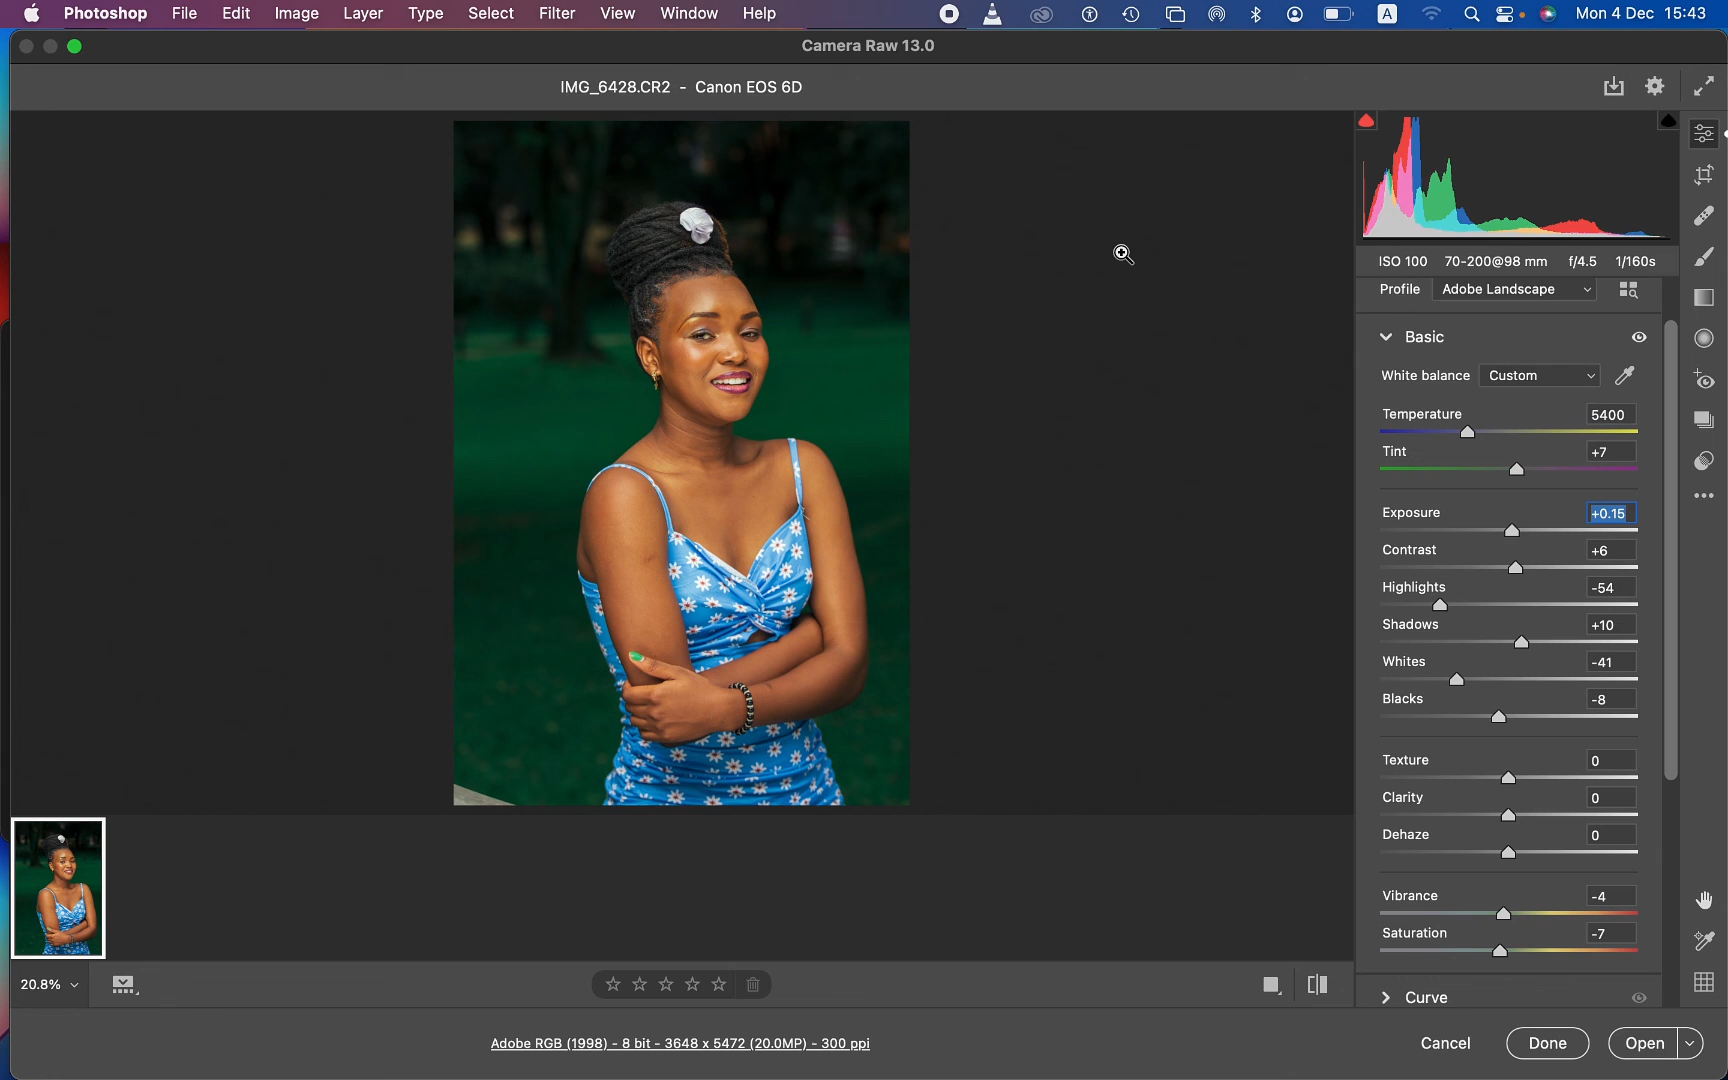 Photoshop File Edit Image Layer Type Select Filter View Window Help A Mon 4 Dec 15:43
Camera Raw 13.0
IMG_6428.CR2 - Canon EOS 6D
ISO 100 70-200@98 mm f/4.5 1/160s
Profile Adobe Landscape
Basic
White balance Custom
Temperature 5400
Tint +7
Exposure +0.15
Contrast +6
Highlights -54
Shadows +10
Whites -41
Blacks -8
Texture 0
Clarity 0
Dehaze 0
Vibrance -4
Saturation -7
20.8%
Curve
Adobe RGB (1998) - 8 bit - 3648 x 5472 (20.0MP) - 300 ppi
Cancel Done Open